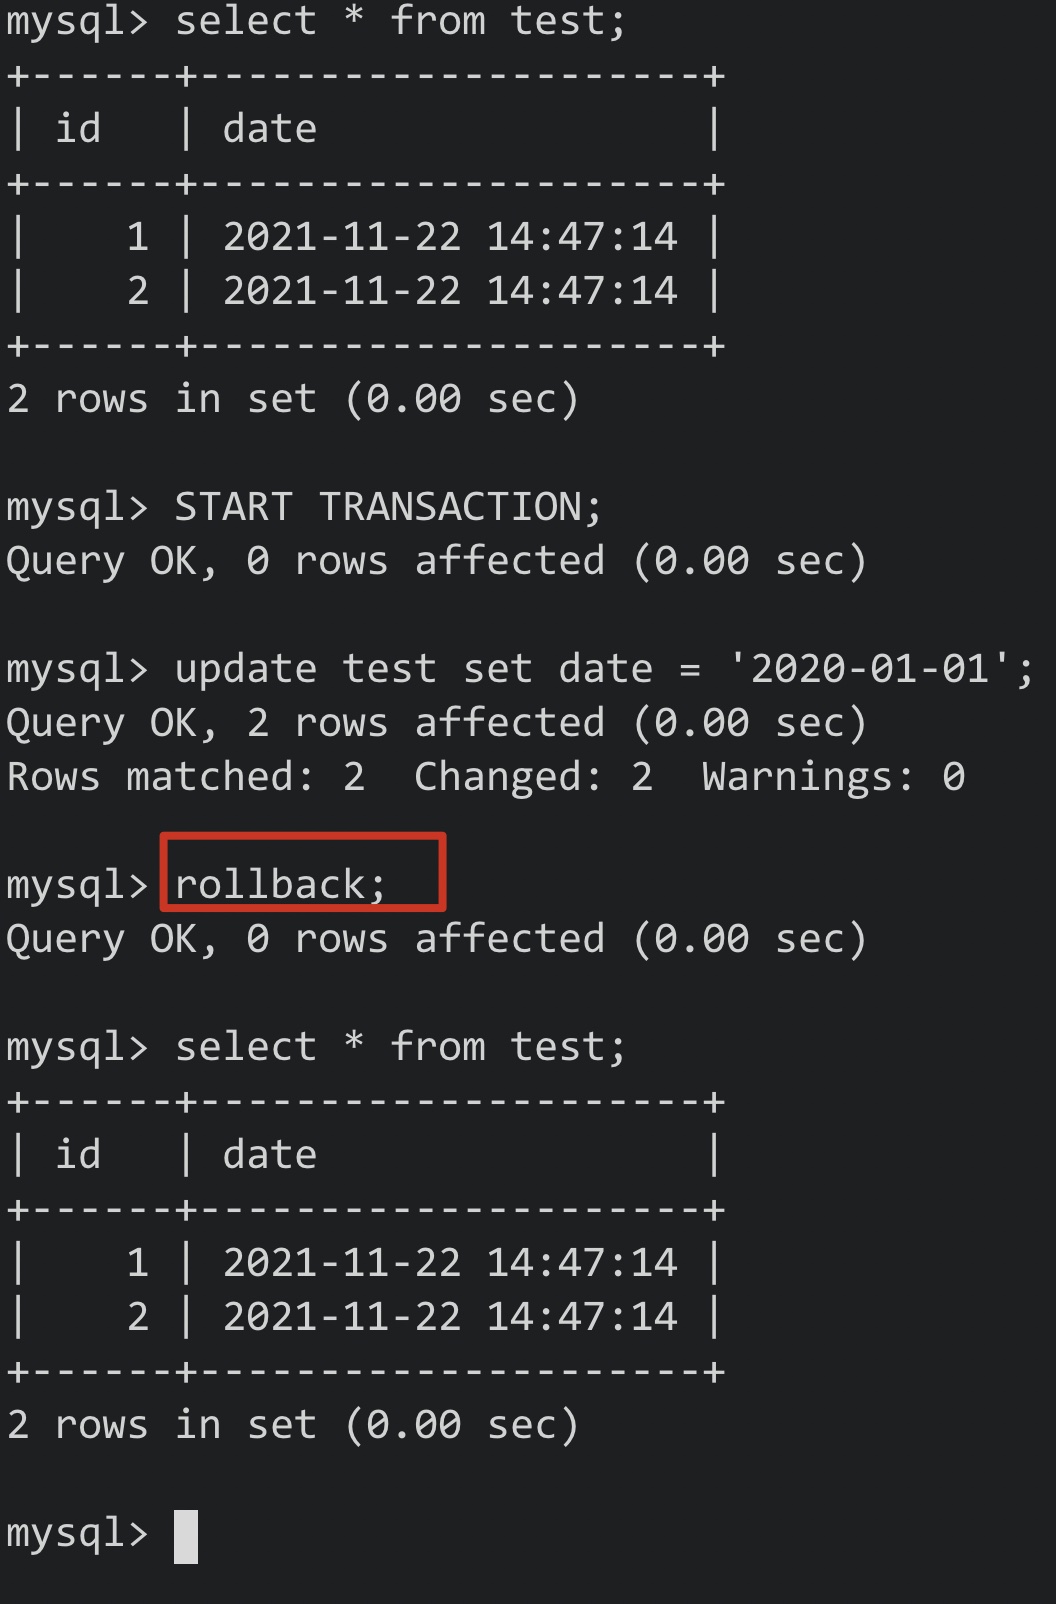 mysql> select * from test;
+------+---------------------+
| id   | date                |
+------+---------------------+
|    1 | 2021-11-22 14:47:14 |
|    2 | 2021-11-22 14:47:14 |
+------+---------------------+
2 rows in set (0.00 sec)
mysql> START TRANSACTION;
Query OK, 0 rows affected (0.00 sec)
mysql> update test set date = '2020-01-01';
Query OK, 2 rows affected (0.00 sec)
Rows matched: 2  Changed: 2  Warnings: 0
mysql> rollback;
Query OK, 0 rows affected (0.00 sec)
mysql> select * from test;
+------+---------------------+
| id   | date                |
+------+---------------------+
|    1 | 2021-11-22 14:47:14 |
|    2 | 2021-11-22 14:47:14 |
+------+---------------------+
2 rows in set (0.00 sec)
mysql>